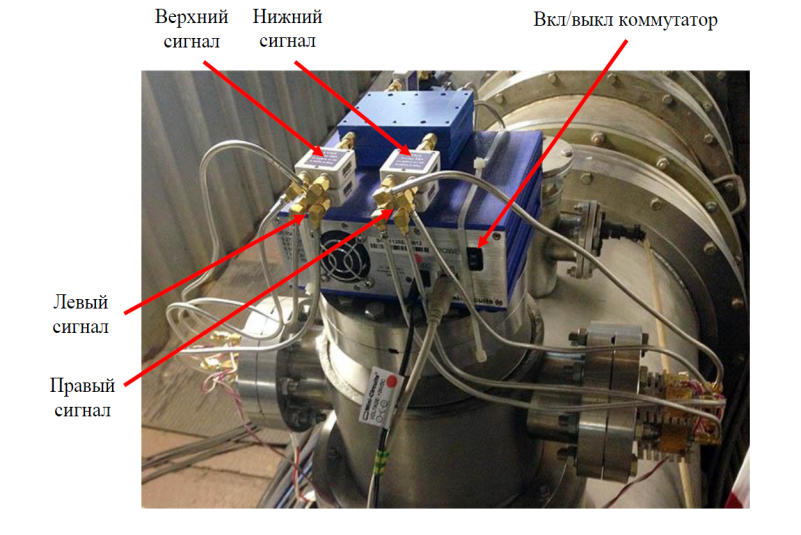 Верхний
сигнал
Нижний
сигнал
Вкл/выкл коммутатор
Левый
сигнал
Правый
сигнал